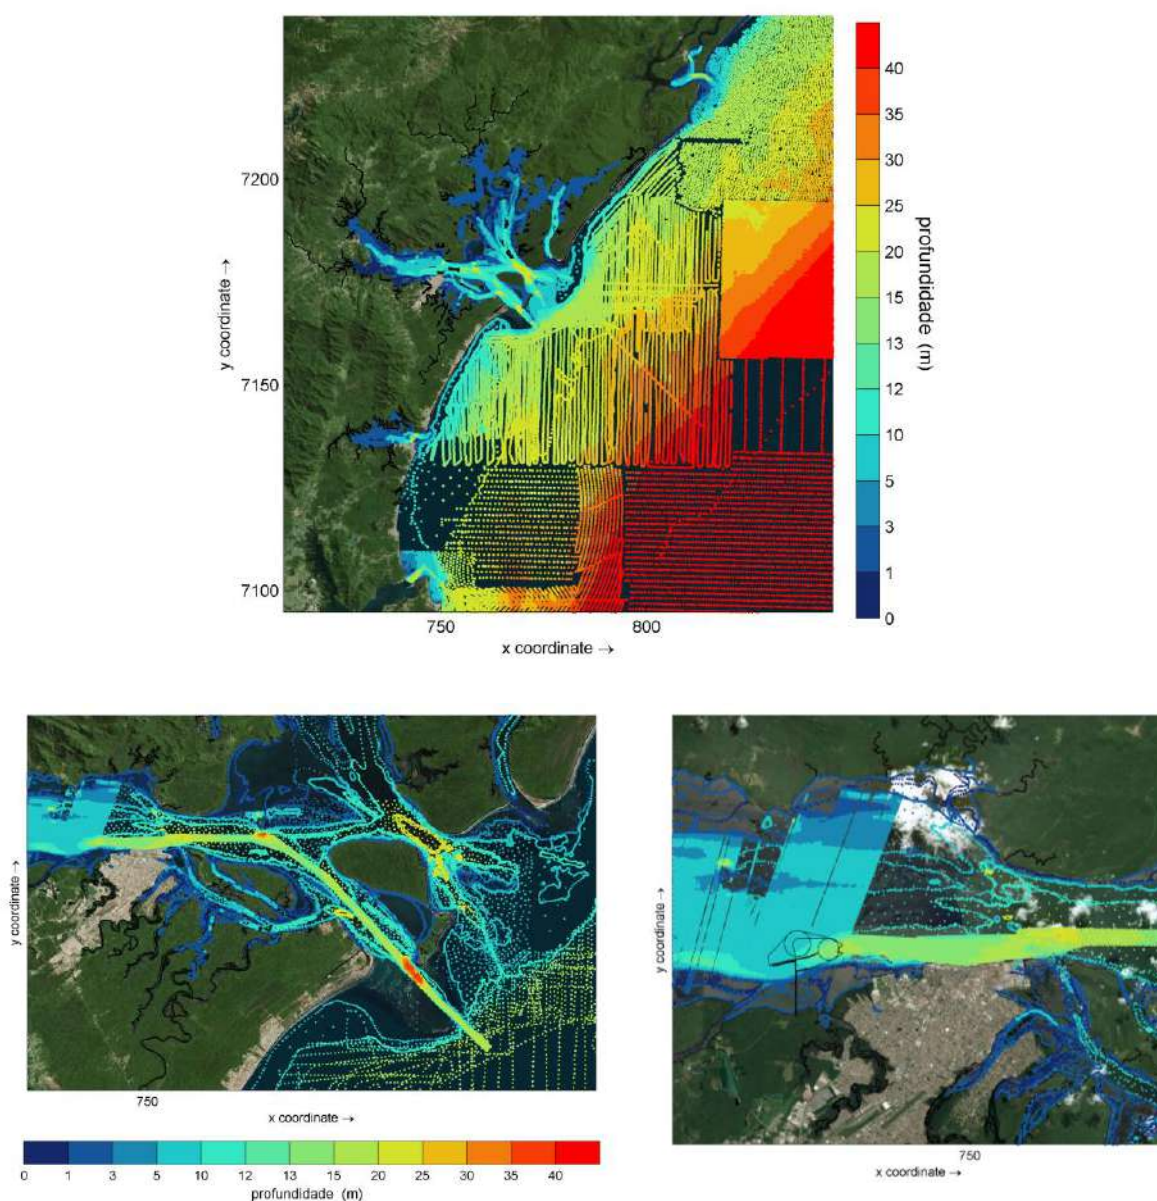 7200
7150
7100
y coordinate →
750
800
x coordinate →
40
35
30
25
20
15
13
12
10
5
3
1
0
profundidade (m)
y coordinate →
750
x coordinate →
0 1 3 5 10 12 13 15 20 25 30 35 40
profundidade (m)
y coordinate →
750
x coordinate →